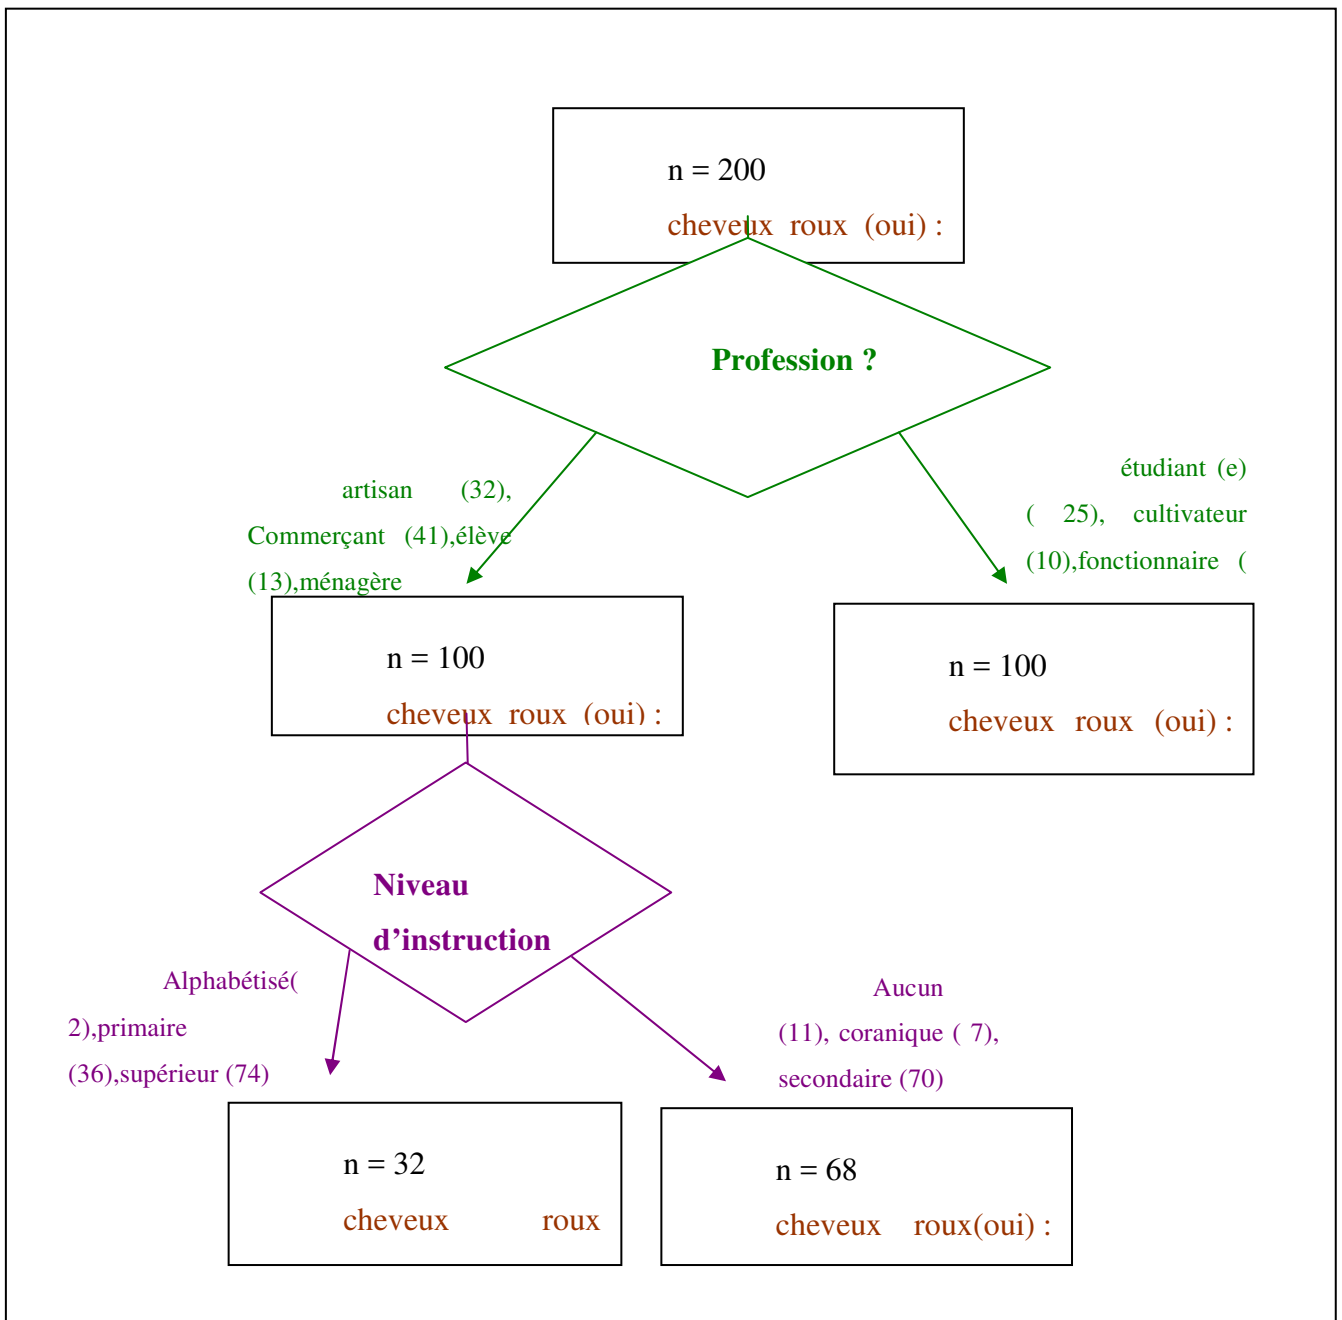 n = 200
cheveux roux (oui) :
Profession ?
artisan (32),
Commerçant (41),élève
(13),ménagère
étudiant (e)
( 25), cultivateur
(10),fonctionnaire (
n = 100
cheveux roux (oui) :
n = 100
cheveux roux (oui) :
Niveau
d’instruction
Alphabétisé(
2),primaire
(36),supérieur (74)
Aucun
(11), coranique ( 7),
secondaire (70)
n = 32
cheveux roux
n = 68
cheveux roux(oui) :